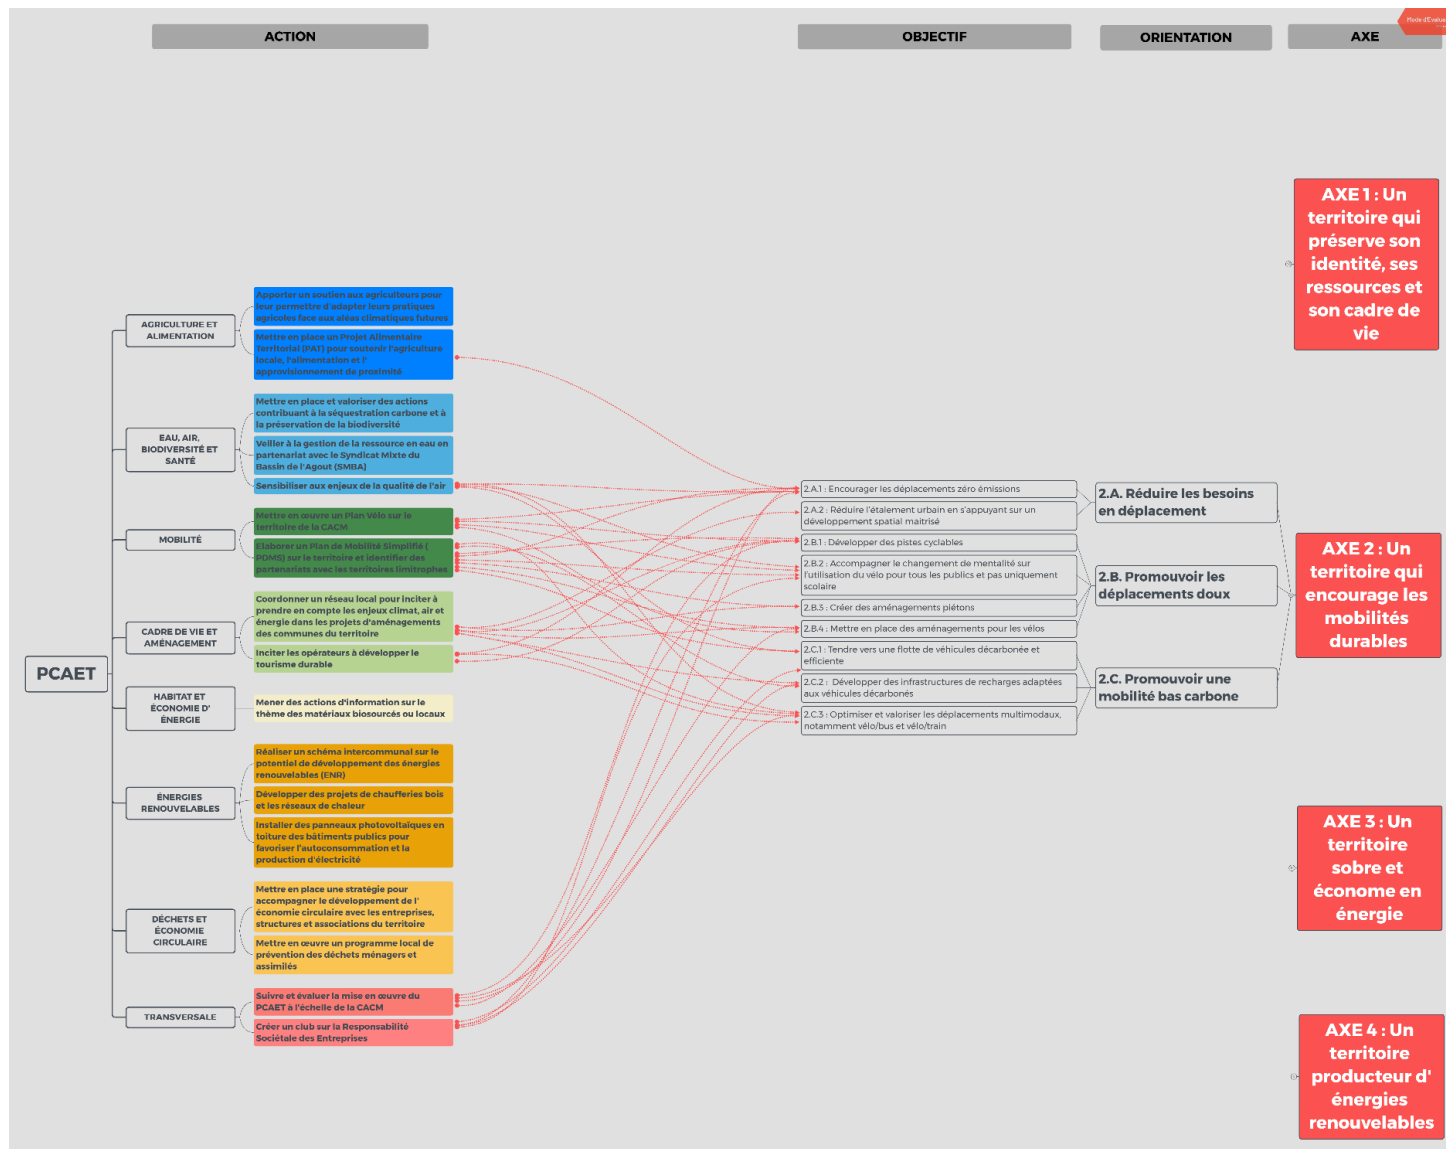 ACTION
OBJECTIF
ORIENTATION
AXE
PCAET
AGRICULTURE ET
ALIMENTATION
Apporter un soutien aux agriculteurs pour
leur permettre d'adapter leurs pratiques
agricoles face aux aléas climatiques futures
Mettre en place un Projet Alimentaire
Territorial (PAT) pour soutenir l'agriculture
locale, l'alimentation et l'
approvisionnement de proximité
EAU, AIR,
BIODIVERSITÉ ET
SANTÉ
Mettre en place et valoriser des actions
contribuant à la séquestration carbone et à
la préservation de la biodiversité
Veiller à la gestion de la ressource en eau en
partenariat avec le Syndicat Mixte du
Bassin de l'Agout (SMBA)
Sensibiliser aux enjeux de la qualité de l'air
MOBILITÉ
Mettre en œuvre un Plan Vélo sur le
territoire de la CACM
Elaborer un Plan de Mobilité Simplifié (
PDMS) sur le territoire et identifier des
partenariats avec les territoires limitrophes
CADRE DE VIE ET
AMÉNAGEMENT
Coordonner un réseau local pour inciter à
prendre en compte les enjeux climat, air et
énergie dans les projets d'aménagements
des communes du territoire
Inciter les opérateurs à développer le
tourisme durable
HABITAT ET
ÉCONOMIE D'
ÉNERGIE
Mener des actions d'information sur le
thème des matériaux biosourcés ou locaux
ÉNERGIES
RENOUVELABLES
Réaliser un schéma intercommunal sur le
potentiel de développement des énergies
renouvelables (ENR)
Développer des projets de chaufferies bois
et les réseaux de chaleur
Installer des panneaux photovoltaïques en
toiture des bâtiments publics pour
favoriser l'autoconsommation et la
production d'électricité
DÉCHETS ET
ÉCONOMIE
CIRCULAIRE
Mettre en place une stratégie pour
accompagner le développement de l'
économie circulaire avec les entreprises,
structures et associations du territoire
Mettre en œuvre un programme local de
prévention des déchets ménagers et
assimilés
TRANSVERSALE
Suivre et évaluer la mise en œuvre du
PCAET à l'échelle de la CACM
Créer un club sur la Responsabilité
Sociétale des Entreprises
2.A.1 : Encourager les déplacements zéro émissions
2.A.2 : Réduire l'étalement urbain en s'appuyant sur un
développement spatial maitrisé
2.B.1 : Développer des pistes cyclables
2.B.2 : Accompagner le changement de mentalité sur
l'utilisation du vélo pour tous les publics et pas uniquement
scolaire
2.B.3 : Créer des aménagements piétons
2.B.4 : Mettre en place des aménagements pour les vélos
2.C.1 : Tendre vers une flotte de véhicules décarbonée et
efficiente
2.C.2 : Développer des infrastructures de recharges adaptées
aux véhicules décarbonés
2.C.3 : Optimiser et valoriser les déplacements multimodaux,
notamment vélo/bus et vélo/train
2.A. Réduire les besoins
en déplacement
2.B. Promouvoir les
déplacements doux
2.C. Promouvoir une
mobilité bas carbone
AXE 1 : Un
territoire qui
préserve son
identité, ses
ressources et
son cadre de
vie
AXE 2 : Un
territoire qui
encourage les
mobilités
durables
AXE 3 : Un
territoire
sobre et
économe en
énergie
AXE 4 : Un
territoire
producteur d'
énergies
renouvelables